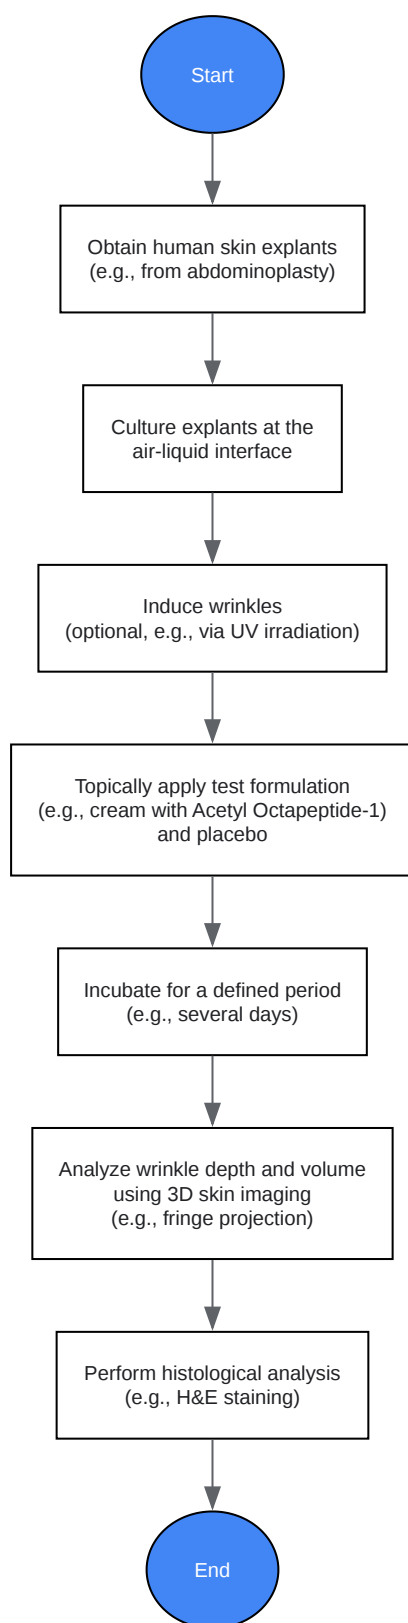 Start
Obtain human skin explants
(e.g., from abdominoplasty)
Culture explants at the
air-liquid interface
Induce wrinkles
(optional, e.g., via UV irradiation)
Topically apply test formulation
(e.g., cream with Acetyl Octapeptide-1)
and placebo
Incubate for a defined period
(e.g., several days)
Analyze wrinkle depth and volume
using 3D skin imaging
(e.g., fringe projection)
Perform histological analysis
(e.g., H&E staining)
End